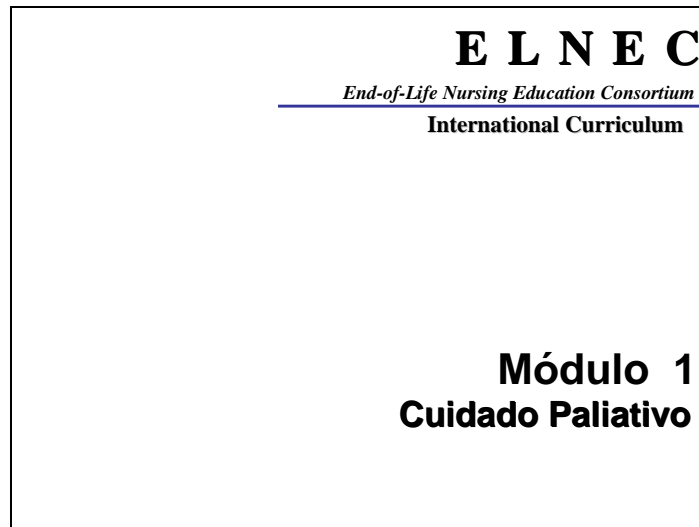 E L N E C
End-of-Life Nursing Education Consortium
International Curriculum
Módulo 1
Cuidado Paliativo